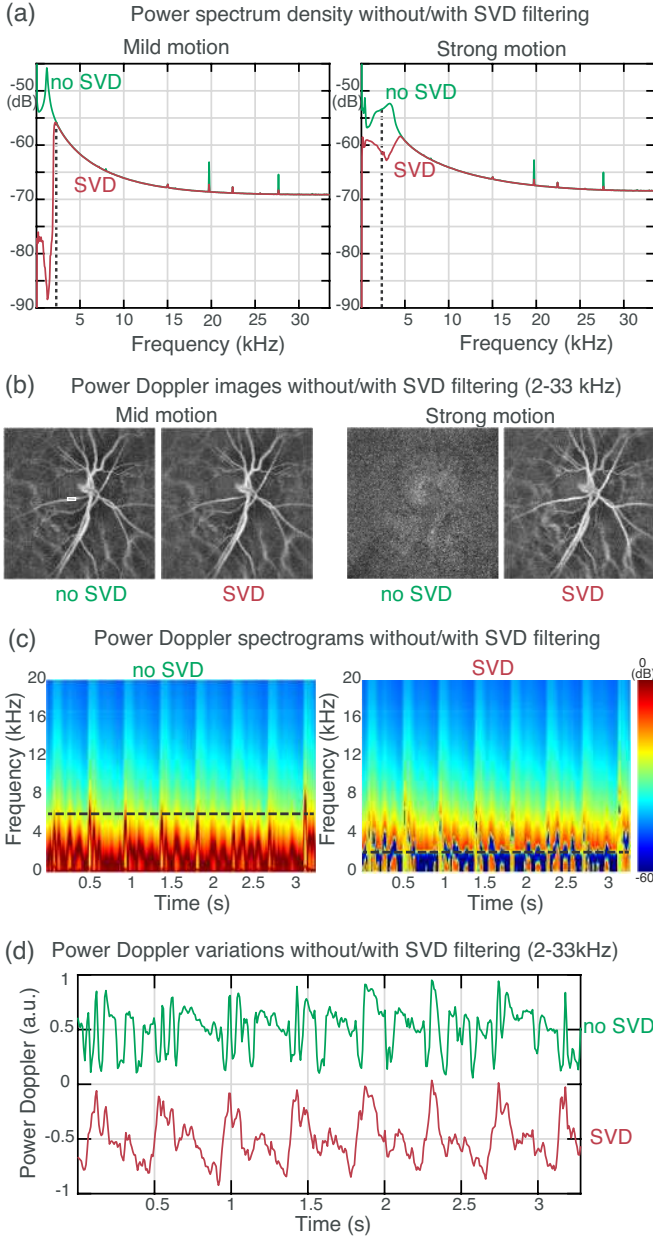 (a) Power spectrum density without/with SVD filtering
Mild motion Strong motion
-50
(dB)
-60
-70
-80
-90
no SVD
SVD
5 10 15 20 25 30
Frequency (kHz)
-50
(dB)
-60
-70
-80
-90
no SVD
SVD
5 10 15 20 25 30
Frequency (kHz)
(b) Power Doppler images without/with SVD filtering (2-33 kHz)
Mid motion Strong motion
no SVD SVD no SVD SVD
(c) Power Doppler spectrograms without/with SVD filtering
no SVD SVD
Frequency (kHz)
20
16
12
8
4
0
0.5 1 1.5 2 2.5 3
Time (s)
Frequency (kHz)
20
16
12
8
4
0
0.5 1 1.5 2 2.5 3
Time (s)
0
(dB)
-60
(d) Power Doppler variations without/with SVD filtering (2-33kHz)
Power Doppler (a.u.)
1
0.5
0
-0.5
-1
no SVD
SVD
0.5 1 1.5 2 2.5 3
Time (s)